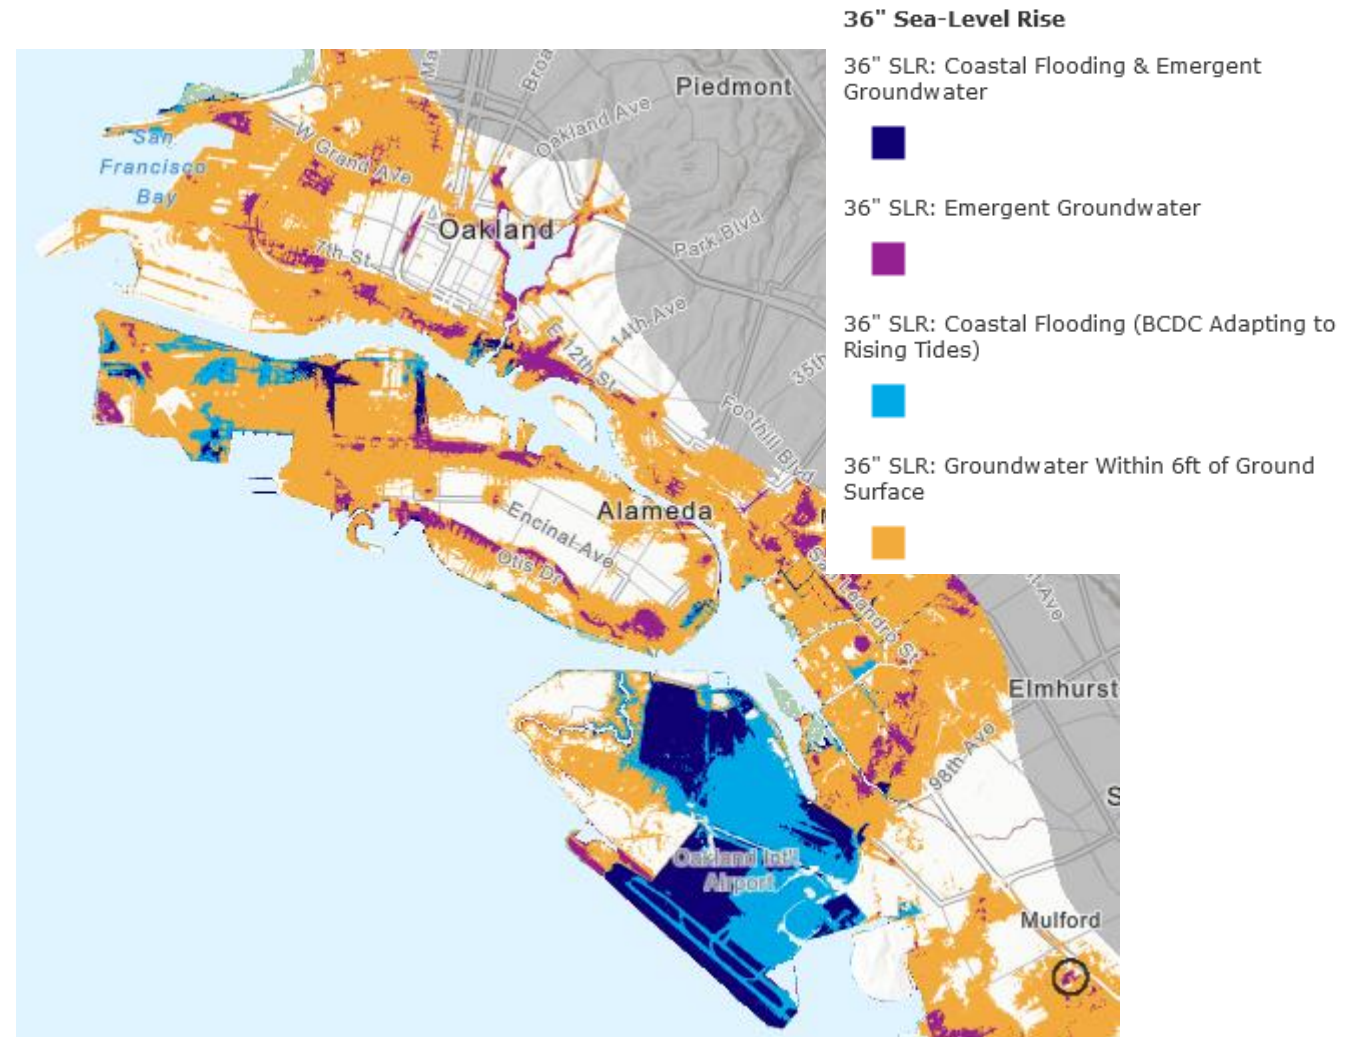 36" Sea-Level Rise
36" SLR: Coastal Flooding & Emergent
Groundwater
36" SLR: Emergent Groundwater
36" SLR: Coastal Flooding (BCDC Adapting to
Rising Tides)
36" SLR: Groundwater Within 6ft of Ground
Surface
Ma
Broa
Piedmont
Oakland Ave
San
Francisco
Bay
W Grand Ave
Oakland
Park Blvd
7th St
14th Ave
E 12th St
35th
Foothill Blvd
Alameda
Encinal Ave
Otis Dr
San Leandro St
Elmhurst
98th Ave
Oakland Int'l
Airport
S
Mulford